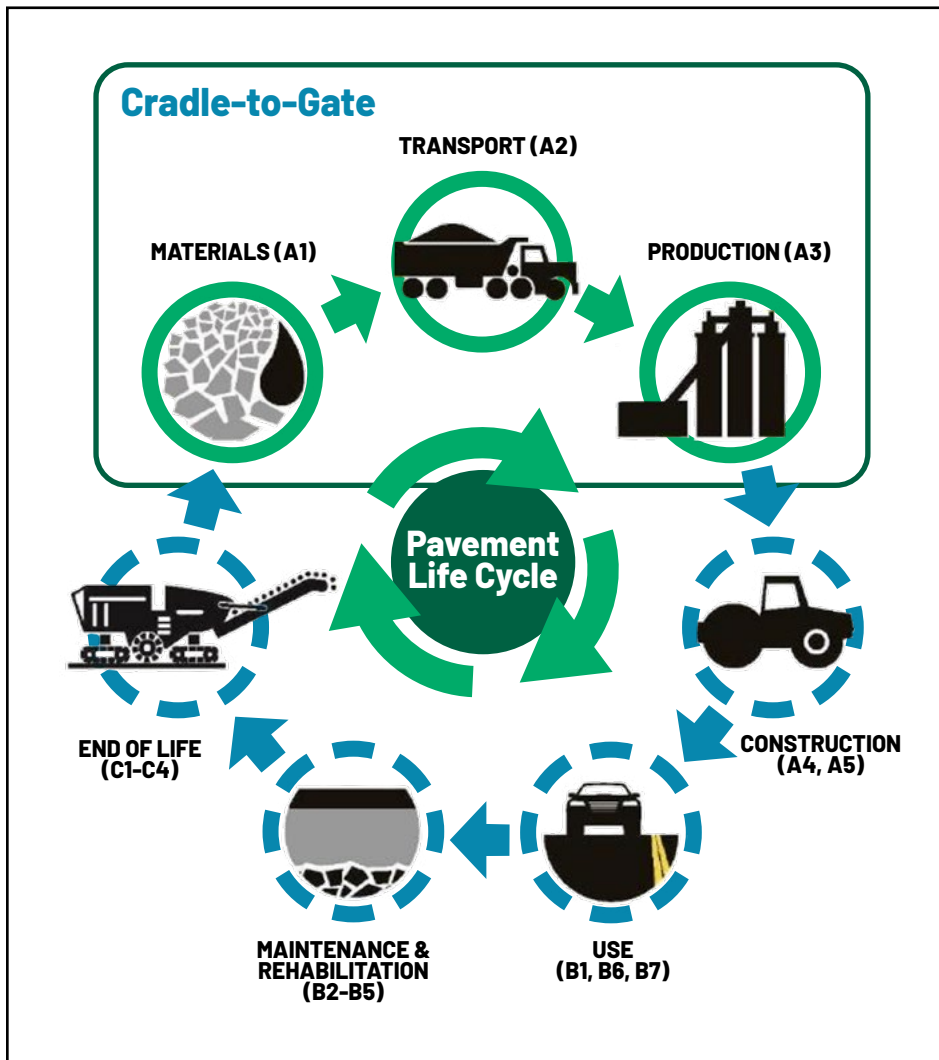 Cradle-to-Gate
TRANSPORT (A2)
MATERIALS (A1)
PRODUCTION (A3)
Pavement
Life Cycle
CONSTRUCTION
(A4, A5)
END OF LIFE
(C1-C4)
MAINTENANCE &
REHABILITATION
(B2-B5)
USE
(B1, B6, B7)